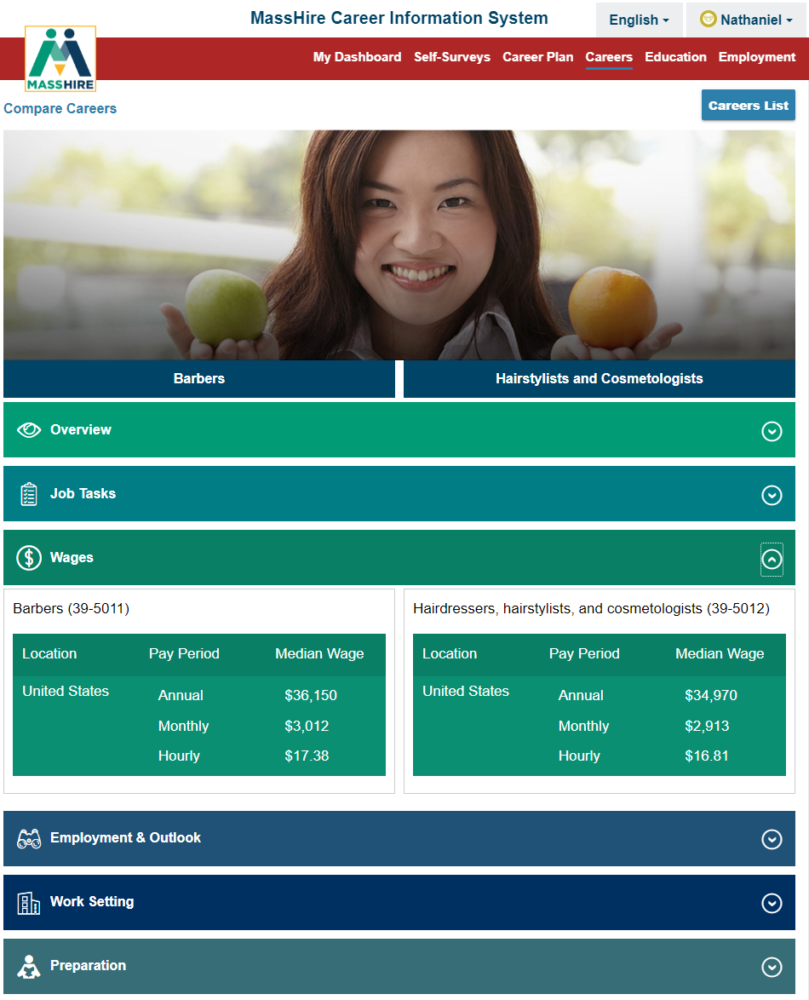 MassHire Career Information System
English
Nathaniel
MASSHIRE
My Dashboard Self-Surveys Career Plan Careers Education Employment
Compare Careers
Careers List
Barbers
Hairstylists and Cosmetologists
Overview
Job Tasks
Wages
Barbers (39-5011)
Location Pay Period Median Wage
United States Annual $36,150
Monthly $3,012
Hourly $17.38
Hairdressers, hairstylists, and cosmetologists (39-5012)
Location Pay Period Median Wage
United States Annual $34,970
Monthly $2,913
Hourly $16.81
Employment & Outlook
Work Setting
Preparation